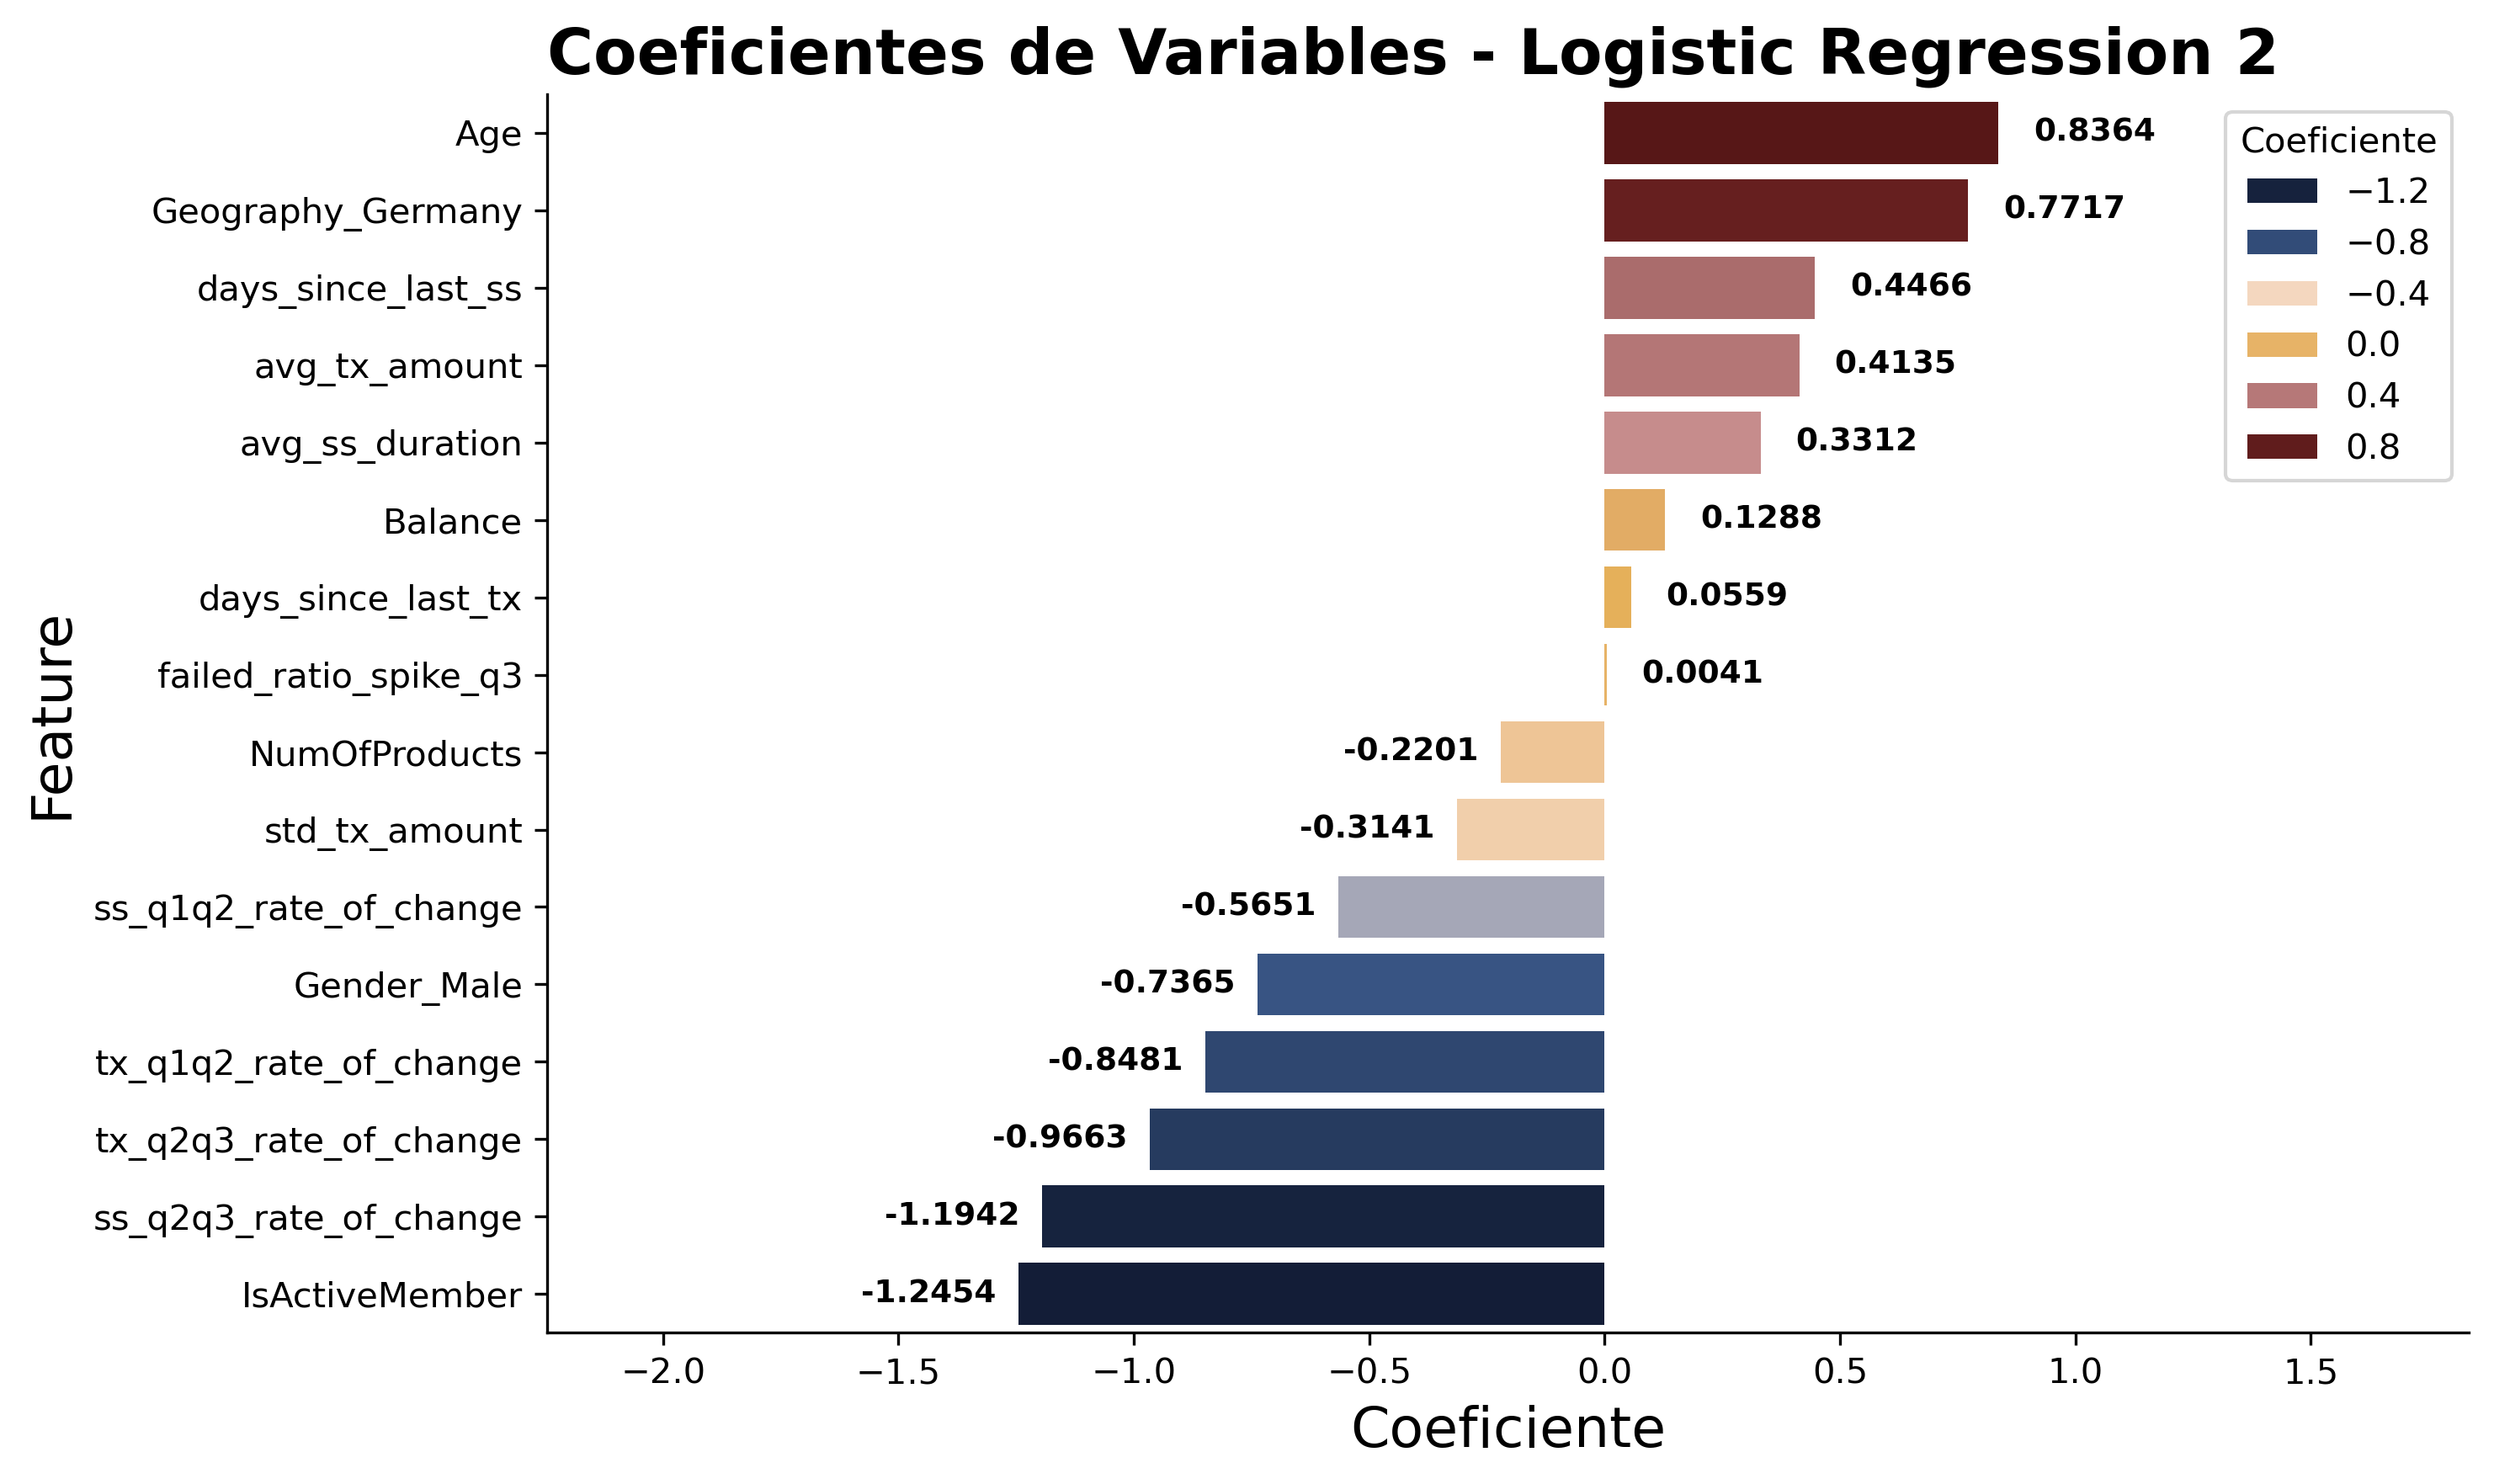 Coeficientes de Variables - Logistic Regression 2
Feature
Age
0.8364
Geography_Germany
0.7717
days_since_last_ss
0.4466
avg_tx_amount
0.4135
avg_ss_duration
0.3312
Balance
0.1288
days_since_last_tx
0.0559
failed_ratio_spike_q3
0.0041
NumOfProducts
-0.2201
std_tx_amount
-0.3141
ss_q1q2_rate_of_change
-0.5651
Gender_Male
-0.7365
tx_q1q2_rate_of_change
-0.8481
tx_q2q3_rate_of_change
-0.9663
ss_q2q3_rate_of_change
-1.1942
IsActiveMember
-1.2454
Coeficiente
−1.2
−0.8
−0.4
0.0
0.4
0.8
−2.0 −1.5 −1.0 −0.5 0.0 0.5 1.0 1.5
Coeficiente